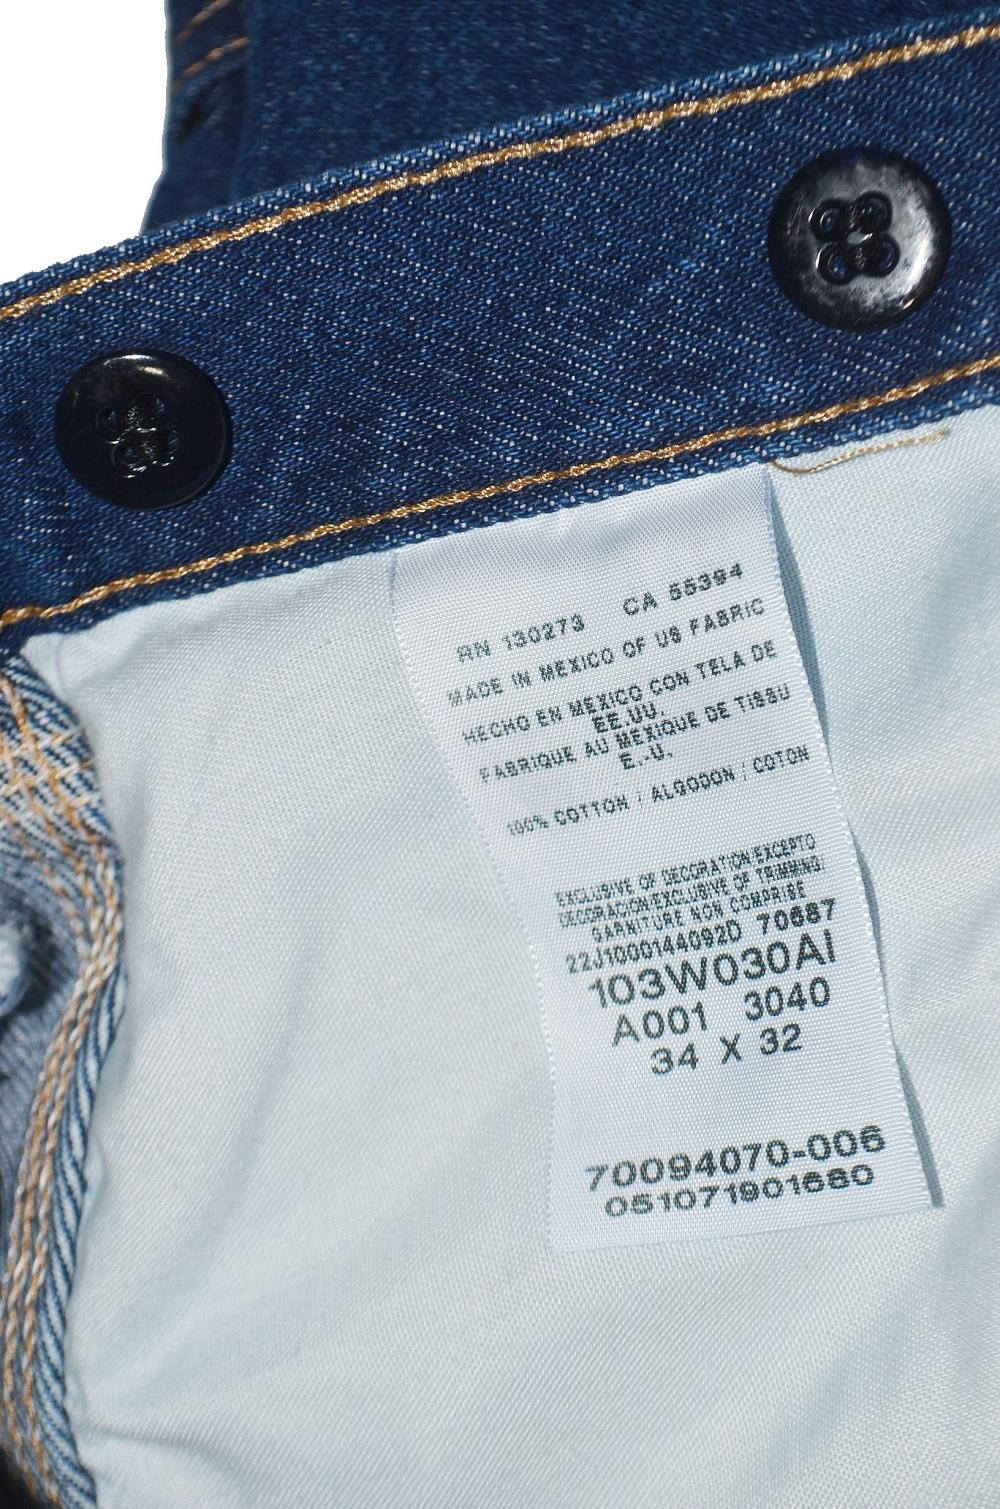 RN 130273 CA 55394
MADE IN MEXICO OF US FABRIC
HECHO EN MEXICO CON TELA DE
EE.UU.
FABRIQUE AU MEXIQUE DE TISSU
E.-U.
100% COTTON / ALGODON / COTON
EXCLUSIVE OF DECORATION/EXCEPTO
DECORACION/EXCLUSIVE OF TRIMMING
GARNITURE NON COMPRISE
22J1000144092D 70687
103W030AI
A001 3040
34 X 32
70094070-006
051071901680